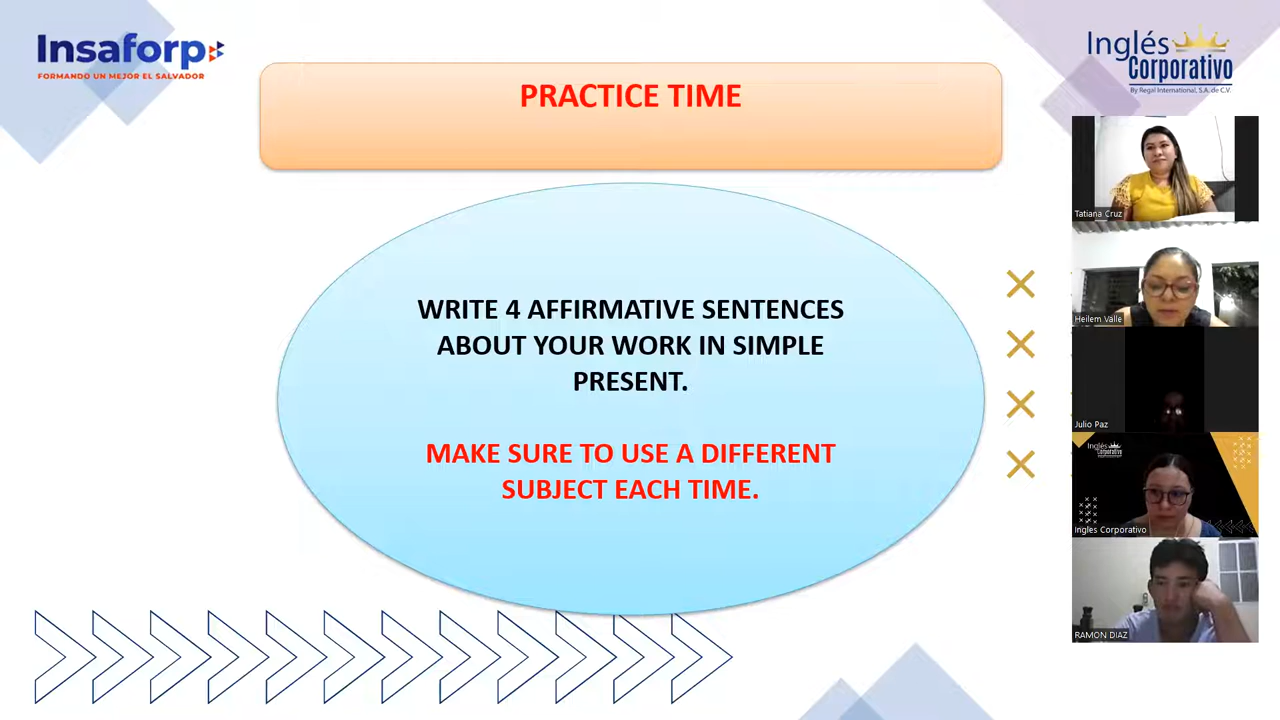 Insaforp
FORMANDO UN MEJOR EL SALVADOR
PRACTICE TIME
WRITE 4 AFFIRMATIVE SENTENCES
ABOUT YOUR WORK IN SIMPLE
PRESENT.
MAKE SURE TO USE A DIFFERENT
SUBJECT EACH TIME.
Inglés
Corporativo
By Regal International, S.A. de C.V.
Tatiana Cruz
Heilem Valle
Julio Paz
Inglés
Corporativo
Ingles Corporativo
RAMON DIAZ